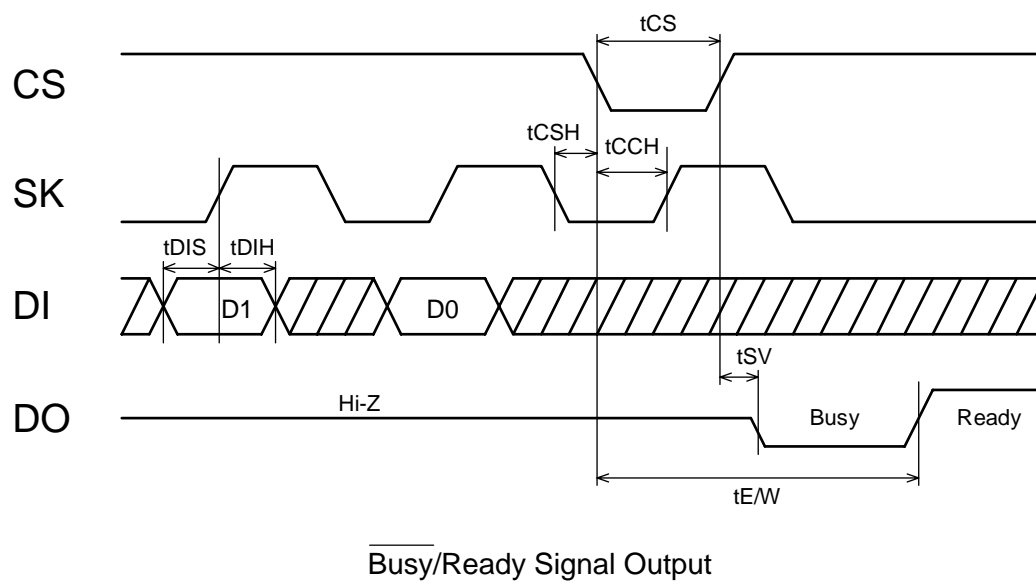 tCS
CS
tCSH
tCCH
SK
tDIS
tDIH
DI
D1
D0
tSV
DO
Hi-Z
Busy
Ready
tE/W
Busy/Ready Signal Output